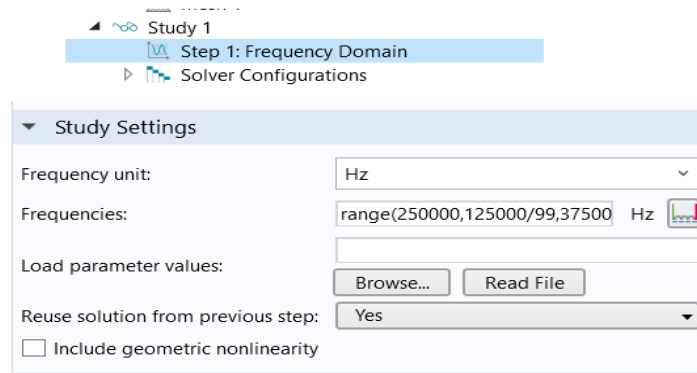 Study 1
Step 1: Frequency Domain
Solver Configurations
Study Settings
Frequency unit: Hz
Frequencies: range(250000,125000/99,37500 Hz
Load parameter values:
Browse... Read File
Reuse solution from previous step: Yes
Include geometric nonlinearity